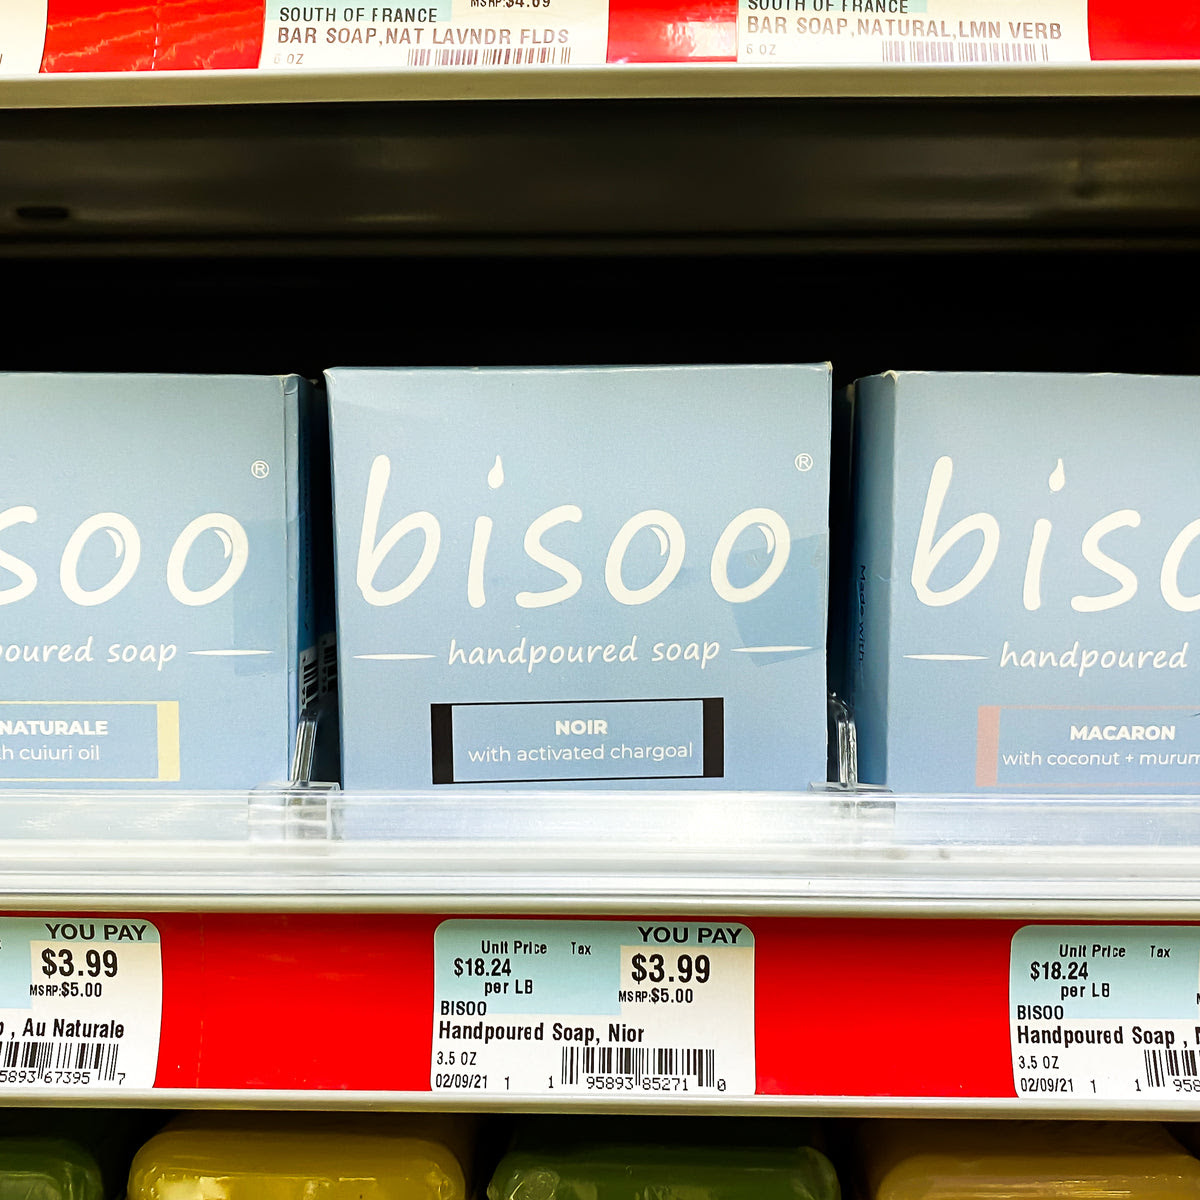 SOUTH OF FRANCE
BAR SOAP,NAT LAVNDR FLDS
6 OZ
MSRP:$4.69
SOUTH OF FRANCE
BAR SOAP,NATURAL,LMN VERB
6 OZ
soo®
poured soap
NATURALE
th cuiuri oil
bisoo®
handpoured soap
NOIR
with activated chargoal
Made with
biso
handpoured
MACARON
with coconut + murum
YOU PAY
$3.99
MSRP:$5.00
p , Au Naturale
5893 67395 7
Unit Price Tax YOU PAY
$18.24 $3.99
per LB MSRP:$5.00
BISOO
Handpoured Soap, Nior
3.5 OZ
02/09/21 1 1 95893 85271 0
Unit Price Tax
$18.24
per LB
BISOO
Handpoured Soap ,
3.5 OZ
02/09/21 1 1 958